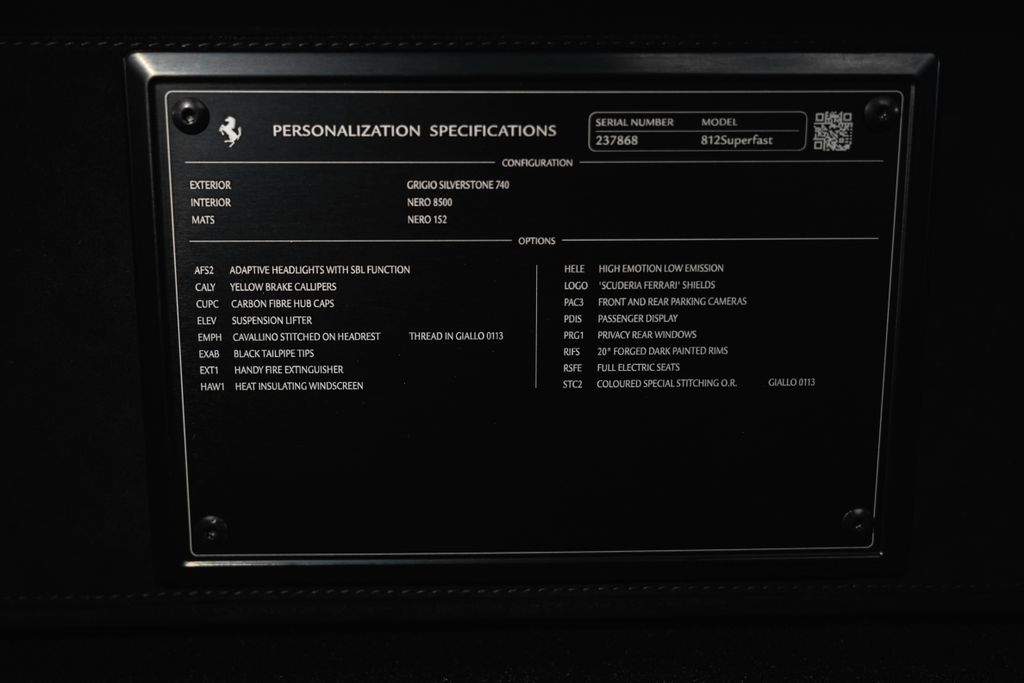 PERSONALIZATION SPECIFICATIONS
SERIAL NUMBER MODEL
237868 812Superfast
CONFIGURATION
EXTERIOR GRIGIO SILVERSTONE 740
INTERIOR NERO 8500
MATS NERO 152
OPTIONS
AFS2 ADAPTIVE HEADLIGHTS WITH SBL FUNCTION
CALY YELLOW BRAKE CALLIPERS
CUPC CARBON FIBRE HUB CAPS
ELEV SUSPENSION LIFTER
EMPH CAVALLINO STITCHED ON HEADREST THREAD IN GIALLO 0113
EXAB BLACK TAILPIPE TIPS
EXT1 HANDY FIRE EXTINGUISHER
HAW1 HEAT INSULATING WINDSCREEN
HELE HIGH EMOTION LOW EMISSION
LOGO 'SCUDERIA FERRARI' SHIELDS
PAC3 FRONT AND REAR PARKING CAMERAS
PDIS PASSENGER DISPLAY
PRG1 PRIVACY REAR WINDOWS
RIFS 20" FORGED DARK PAINTED RIMS
RSFE FULL ELECTRIC SEATS
STC2 COLOURED SPECIAL STITCHING O.R. GIALLO 0113